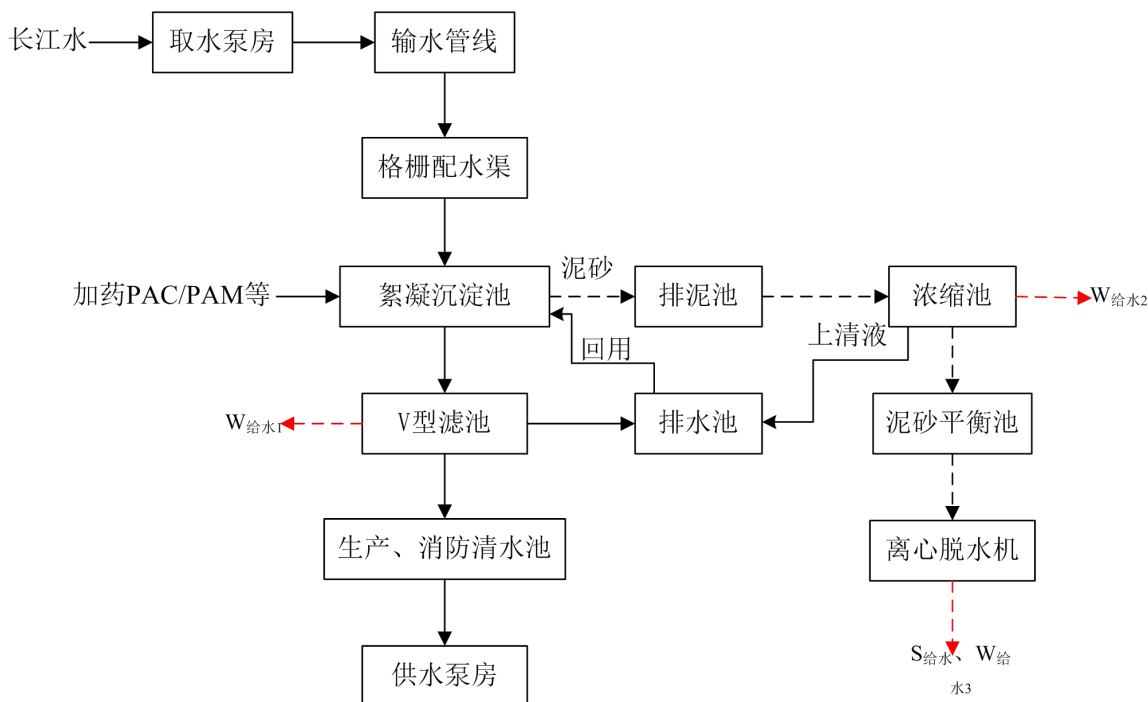 长江水
取水泵房
输水管线
格栅配水渠
加药PAC/PAM等
絮凝沉淀池
泥砂
排泥池
浓缩池
W给水2
回用
上清液
W给水1
V型滤池
排水池
泥砂平衡池
生产、消防清水池
离心脱水机
供水泵房
S给水、W给
水3